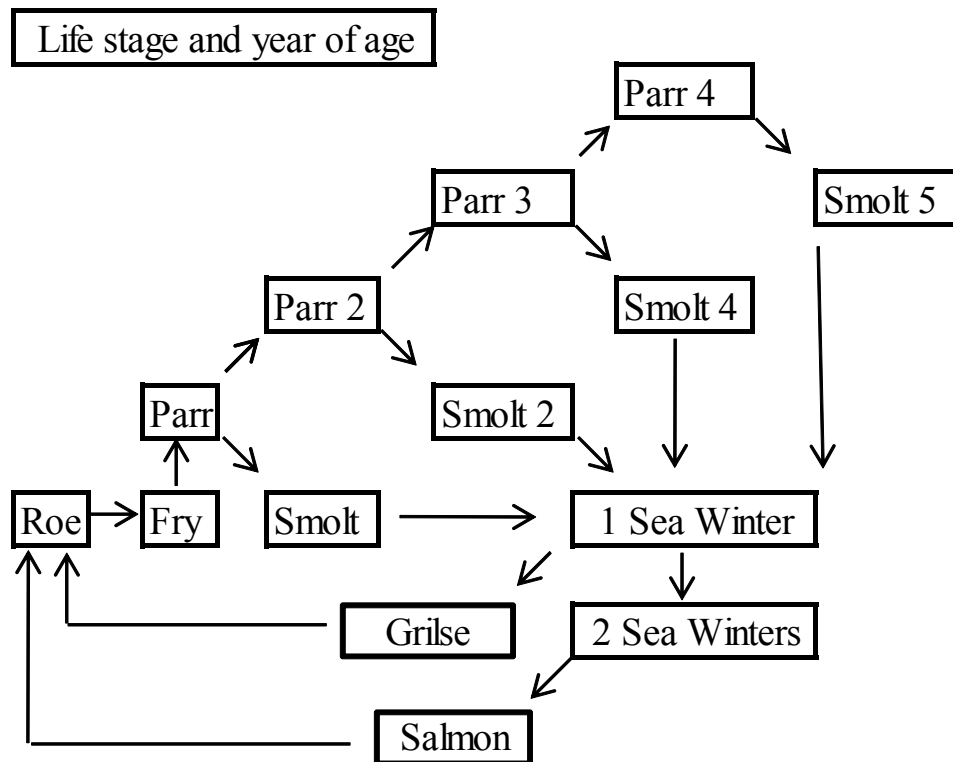 Life stage and year of age
Parr 4
Parr 3
Smolt 5
Parr 2
Smolt 4
Parr
Smolt 2
Roe
Fry
Smolt
1 Sea Winter
Grilse
2 Sea Winters
Salmon